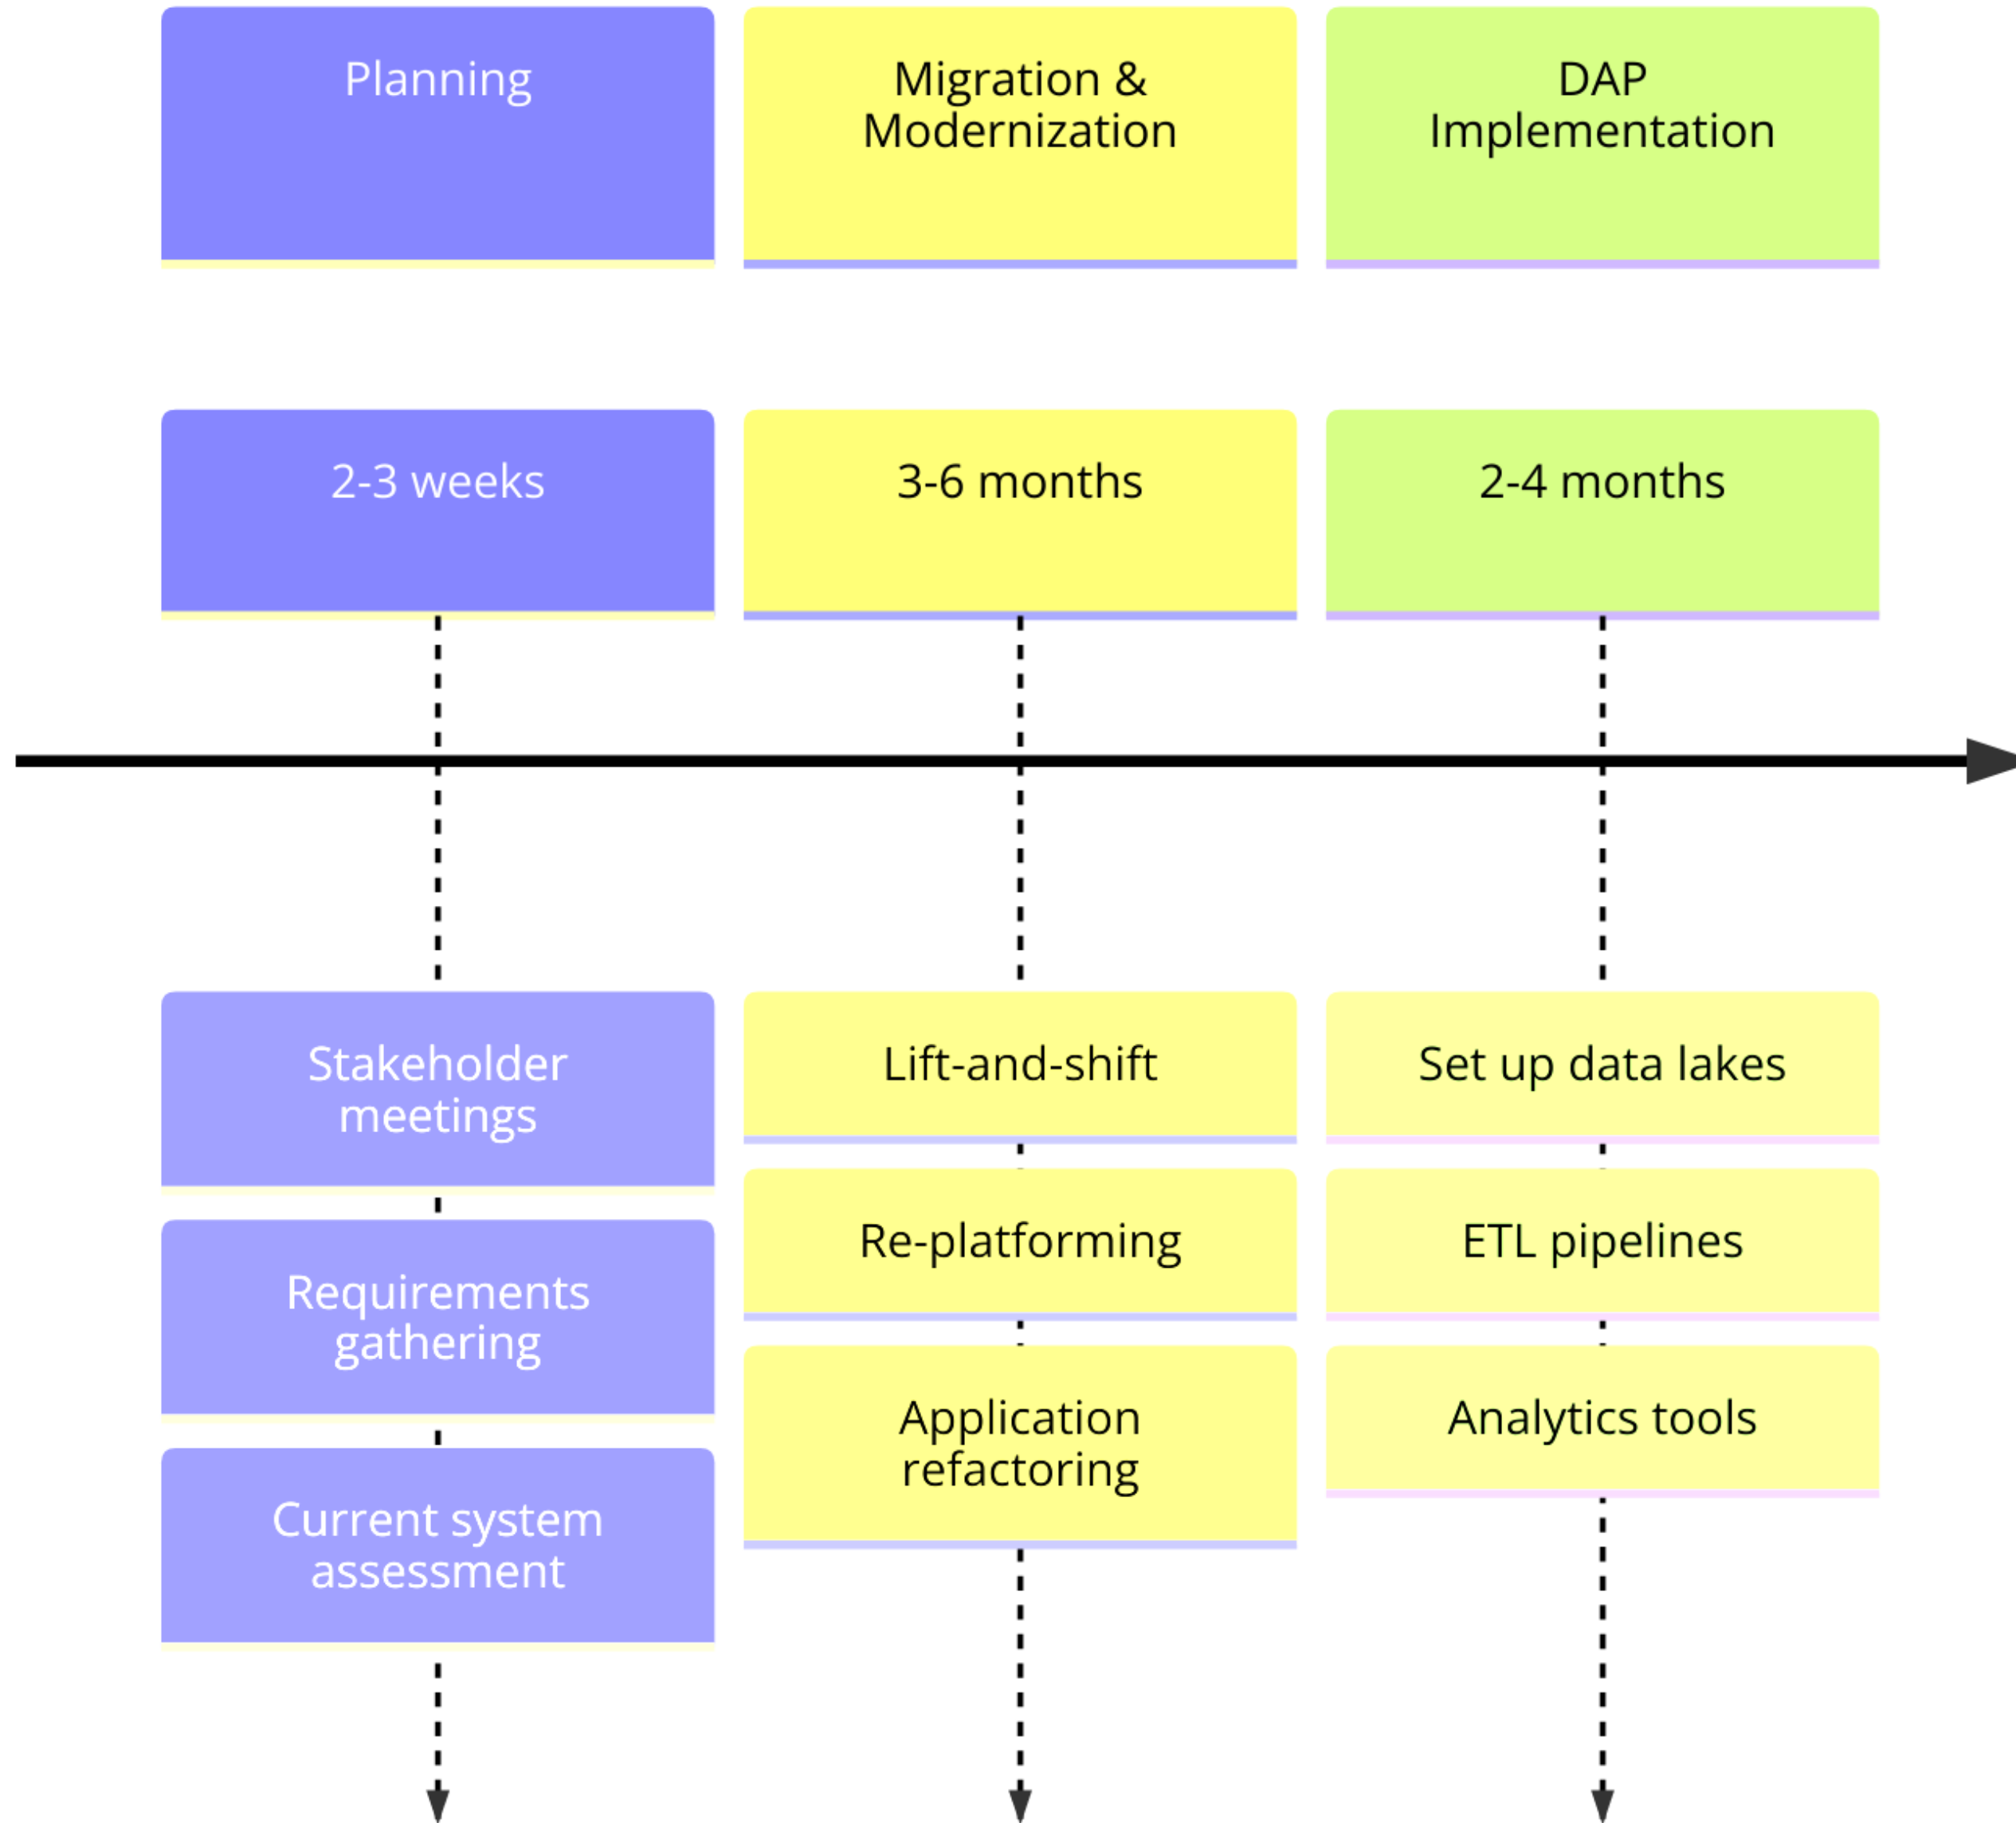 Planning
Migration &
Modernization
DAP
Implementation
2-3 weeks
3-6 months
2-4 months
Stakeholder
meetings
Requirements
gathering
Current system
assessment
Lift-and-shift
Re-platforming
Application
refactoring
Set up data lakes
ETL pipelines
Analytics tools